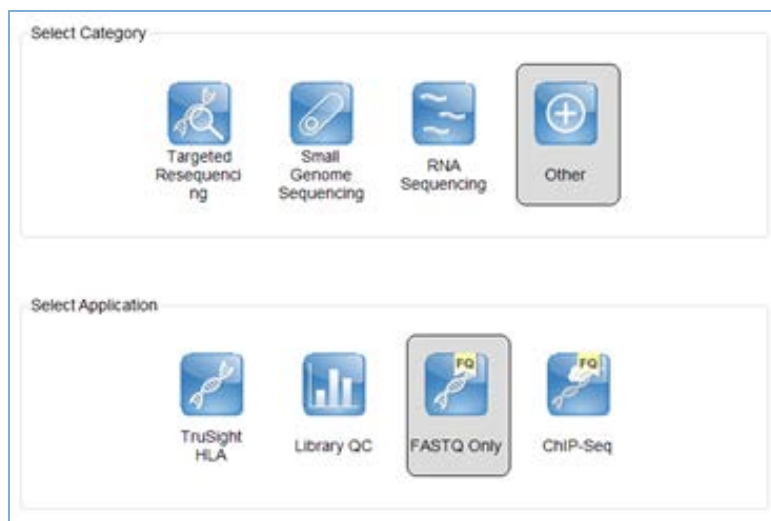 Select Category
Targeted
Resequenci
ng
Small
Genome
Sequencing
RNA
Sequencing
Other
Select Application
TruSight
HLA
Library QC
FQ
FASTQ Only
FQ
ChIP-Seq